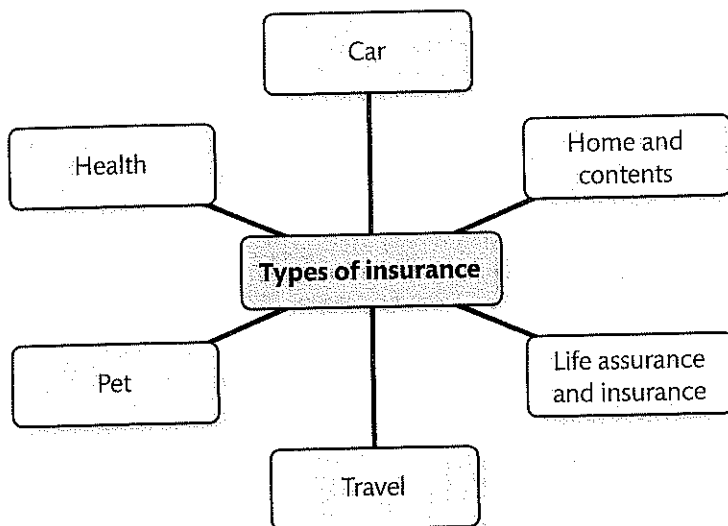 Car
Health
Home and
contents
Types of insurance
Pet
Life assurance
and insurance
Travel